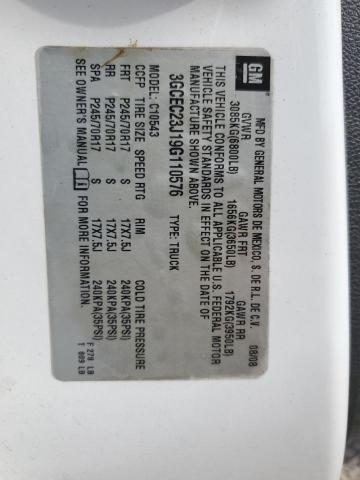 GM
MFD BY GENERAL MOTORS DE MEXICO, S. DE R.L. DE C.V. 08/08
GVWR GAWR FRT GAWR RR
3085KG(6800LB) 1656KG(3650LB) 1792KG(3950LB)
THIS VEHICLE CONFORMS TO ALL APPLICABLE U.S. FEDERAL MOTOR
VEHICLE SAFETY STANDARDS IN EFFECT ON THE DATE OF
MANUFACTURE SHOWN ABOVE.
3GCEC23J19G110576 TYPE: TRUCK
MODEL: C10543
CCFP TIRE SIZE SPEED RTG RIM COLD TIRE PRESSURE
FRT P245/70R17 S 17X7.5J 240KPA(35PSI)
RR P245/70R17 S 17X7.5J 240KPA(35PSI)
SPA P245/70R17 S 17X7.5J 240KPA(35PSI)
SEE OWNER'S MANUAL i FOR MORE INFORMATION.
F 278 LB
T 809 LB